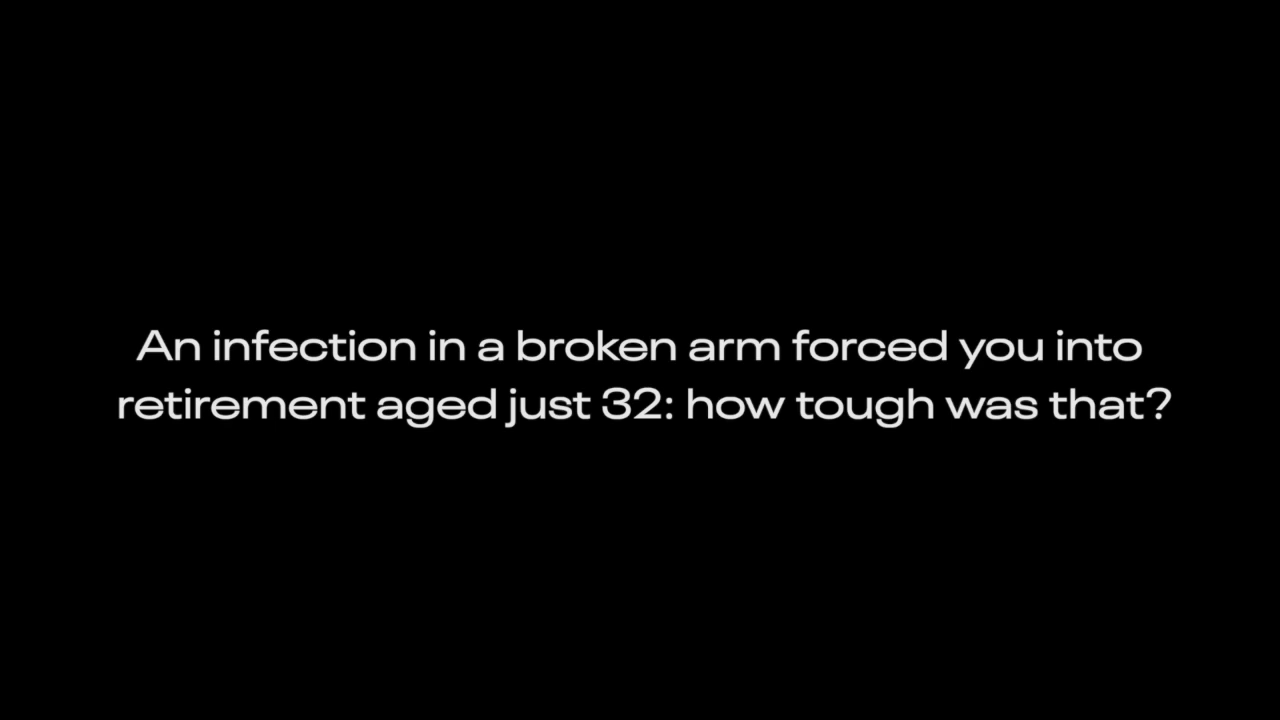 An infection in a broken arm forced you into
retirement aged just 32: how tough was that?